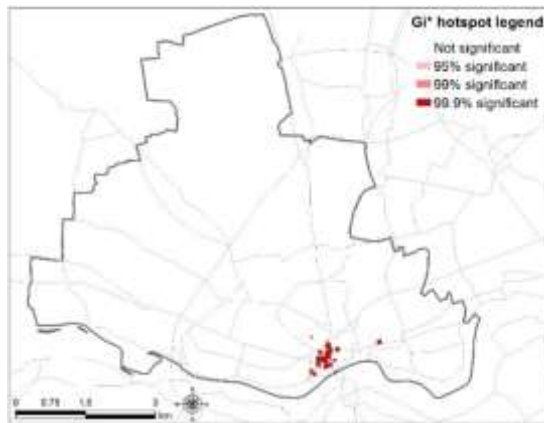 Gi* hotspot legend
Not significant
95% significant
99% significant
99.9% significant
0 0.75 1.5 3
km